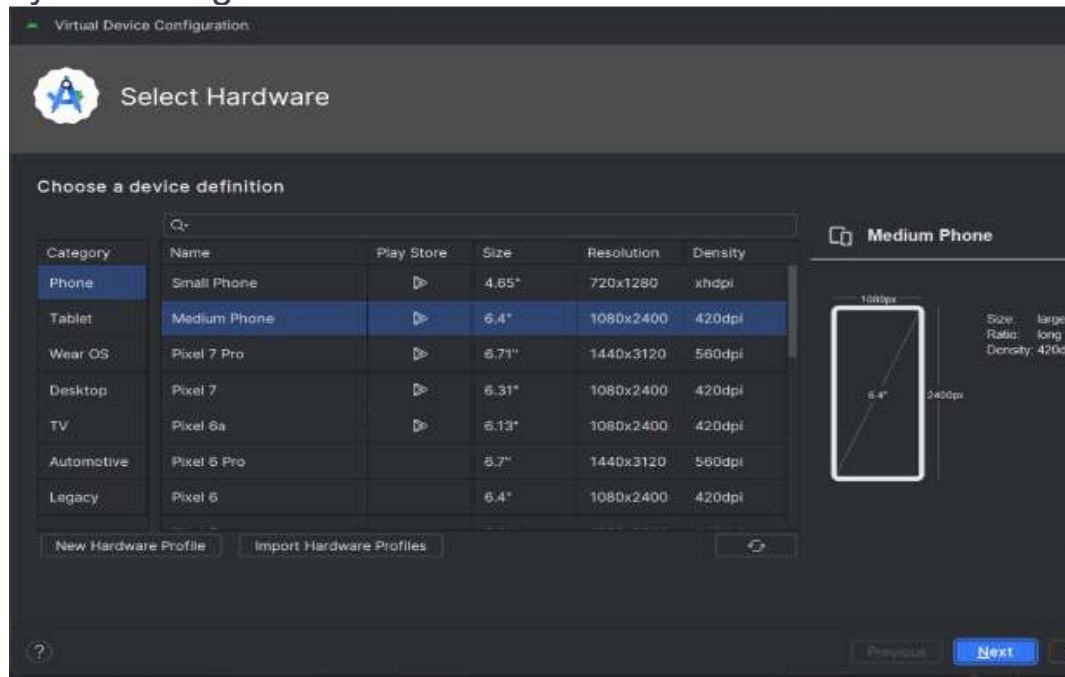 Virtual Device Configuration
Select Hardware
Choose a device definition
Category Name Play Store Size Resolution Density
Phone Small Phone 4.65" 720x1280 xhdpi
Tablet Medium Phone 6.4" 1080x2400 420dpi
Wear OS Pixel 7 Pro 6.71" 1440x3120 560dpi
Desktop Pixel 7 6.31" 1080x2400 420dpi
TV Pixel 6a 6.13" 1080x2400 420dpi
Automotive Pixel 6 Pro 6.7" 1440x3120 560dpi
Legacy Pixel 6 6.4" 1080x2400 420dpi
New Hardware Profile Import Hardware Profiles
Medium Phone
1080px
Size: large
Ratio: long
Density: 420d
6.4"
2400px
? Previous Next